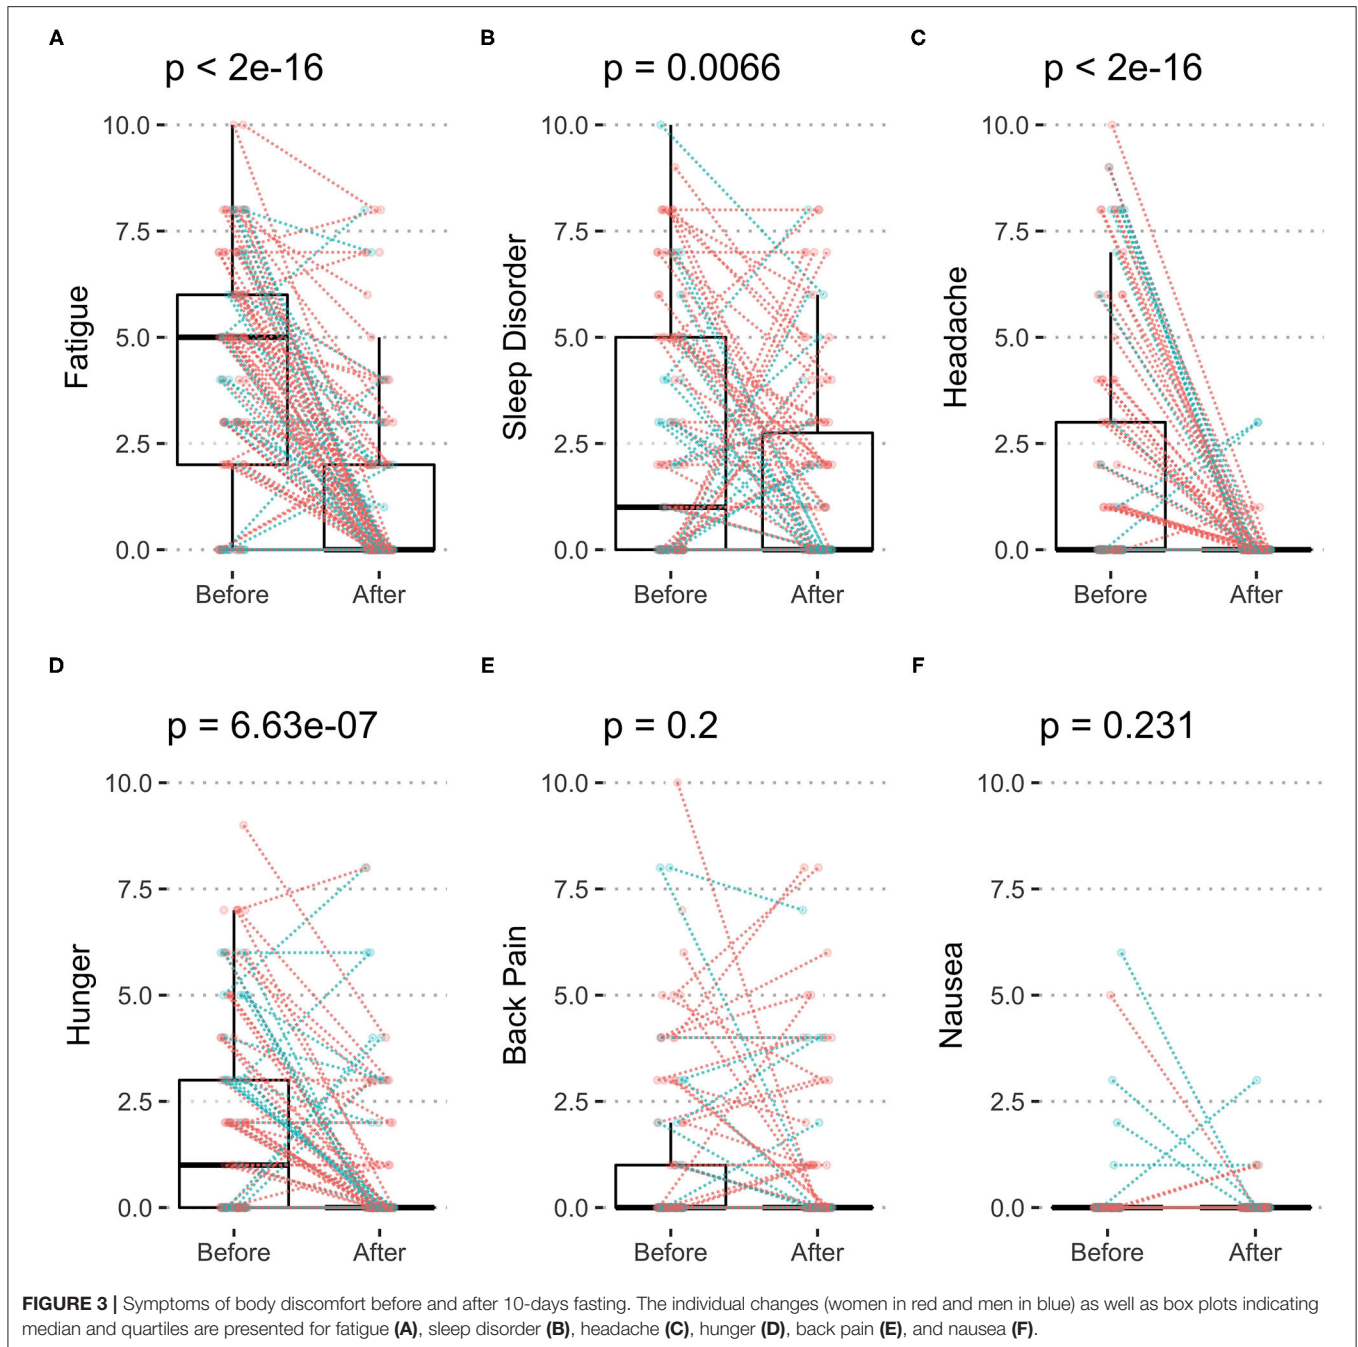 A
B
C
p < 2e-16
p = 0.0066
p < 2e-16
Fatigue
10.0
7.5
5.0
2.5
0.0
Before After
Sleep Disorder
10.0
7.5
5.0
2.5
0.0
Before After
Headache
10.0
7.5
5.0
2.5
0.0
Before After
D
E
F
p = 6.63e-07
p = 0.2
p = 0.231
Hunger
10.0
7.5
5.0
2.5
0.0
Before After
Back Pain
10.0
7.5
5.0
2.5
0.0
Before After
Nausea
10.0
7.5
5.0
2.5
0.0
Before After
FIGURE 3 | Symptoms of body discomfort before and after 10-days fasting. The individual changes (women in red and men in blue) as well as box plots indicating
median and quartiles are presented for fatigue (A), sleep disorder (B), headache (C), hunger (D), back pain (E), and nausea (F).